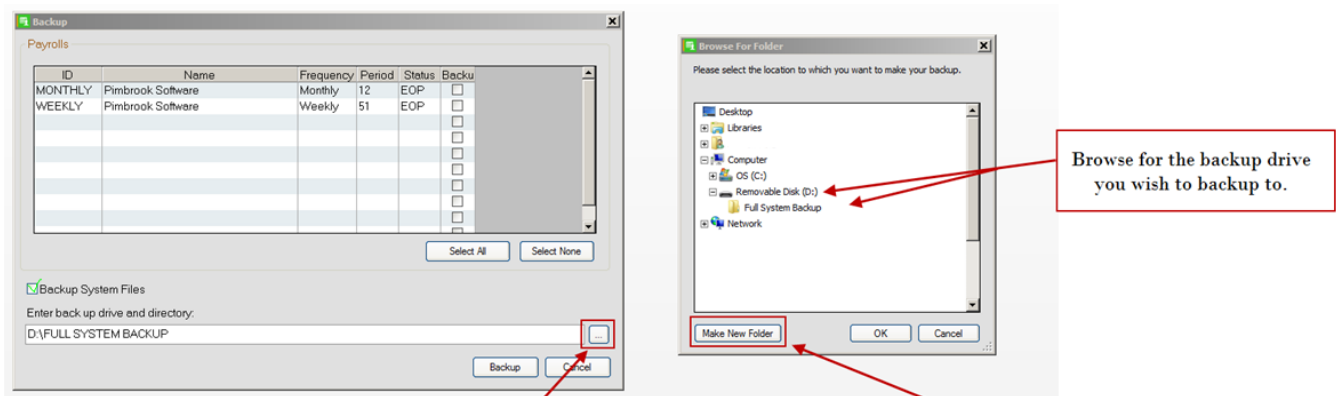 Backup
Payrolls
ID Name Frequency Period Status Backu
MONTHLY Pimbrook Software Monthly 12 EOP
WEEKLY Pimbrook Software Weekly 51 EOP
Select All Select None
Backup System Files
Enter back up drive and directory:
D:\FULL SYSTEM BACKUP ...
Backup Cancel
Browse For Folder
Please select the location to which you want to make your backup.
Desktop
Libraries
Computer
OS (C:)
Removable Disk (D:)
Full System Backup
Network
Make New Folder OK Cancel
Browse for the backup drive
you wish to backup to.